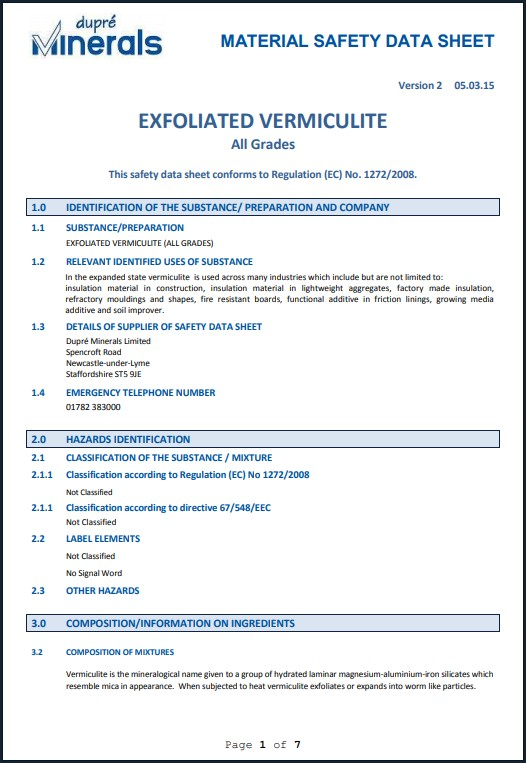 dupré
Minerals
MATERIAL SAFETY DATA SHEET
Version 2 05.03.15
EXFOLIATED VERMICULITE
All Grades
This safety data sheet conforms to Regulation (EC) No. 1272/2008.
1.0 IDENTIFICATION OF THE SUBSTANCE/ PREPARATION AND COMPANY
1.1 SUBSTANCE/PREPARATION
EXFOLIATED VERMICULITE (ALL GRADES)
1.2 RELEVANT IDENTIFIED USES OF SUBSTANCE
In the expanded state vermiculite is used across many industries which include but are not limited to:
insulation material in construction, insulation material in lightweight aggregates, factory made insulation,
refractory mouldings and shapes, fire resistant boards, functional additive in friction linings, growing media
additive and soil improver.
1.3 DETAILS OF SUPPLIER OF SAFETY DATA SHEET
Dupré Minerals Limited
Spencroft Road
Newcastle-under-Lyme
Staffordshire ST5 9JE
1.4 EMERGENCY TELEPHONE NUMBER
01782 383000
2.0 HAZARDS IDENTIFICATION
2.1 CLASSIFICATION OF THE SUBSTANCE / MIXTURE
2.1.1 Classification according to Regulation (EC) No 1272/2008
Not Classified
2.1.1 Classification according to directive 67/548/EEC
Not Classified
2.2 LABEL ELEMENTS
Not Classified
No Signal Word
2.3 OTHER HAZARDS
3.0 COMPOSITION/INFORMATION ON INGREDIENTS
3.2 COMPOSITION OF MIXTURES
Vermiculite is the mineralogical name given to a group of hydrated laminar magnesium-aluminium-iron silicates which
resemble mica in appearance. When subjected to heat vermiculite exfoliates or expands into worm like particles.
Page 1 of 7